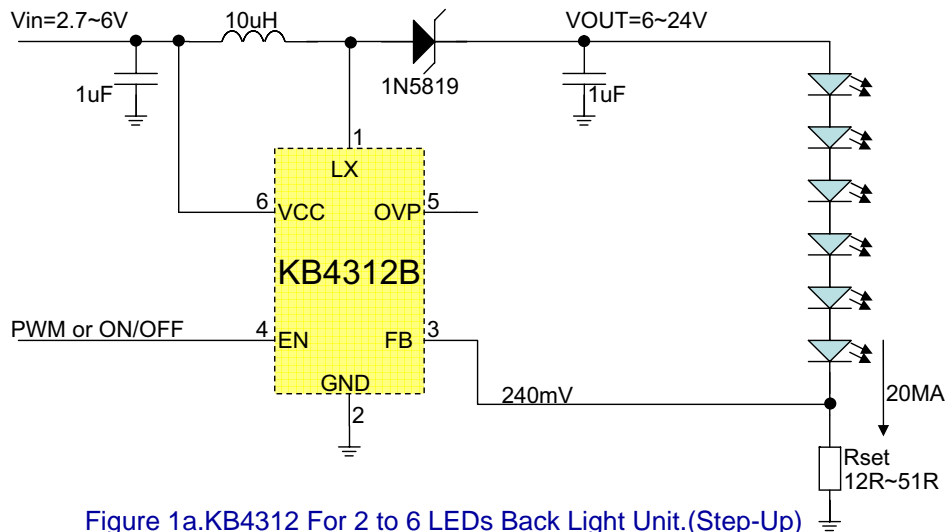 Vin=2.7~6V
10uH
VOUT=6~24V
1uF
1N5819
1uF
1
LX
6
VCC
OVP
5
KB4312B
PWM or ON/OFF
4
EN
FB
3
GND
2
240mV
20MA
Rset
12R~51R
Figure 1a.KB4312 For 2 to 6 LEDs Back Light Unit.(Step-Up)